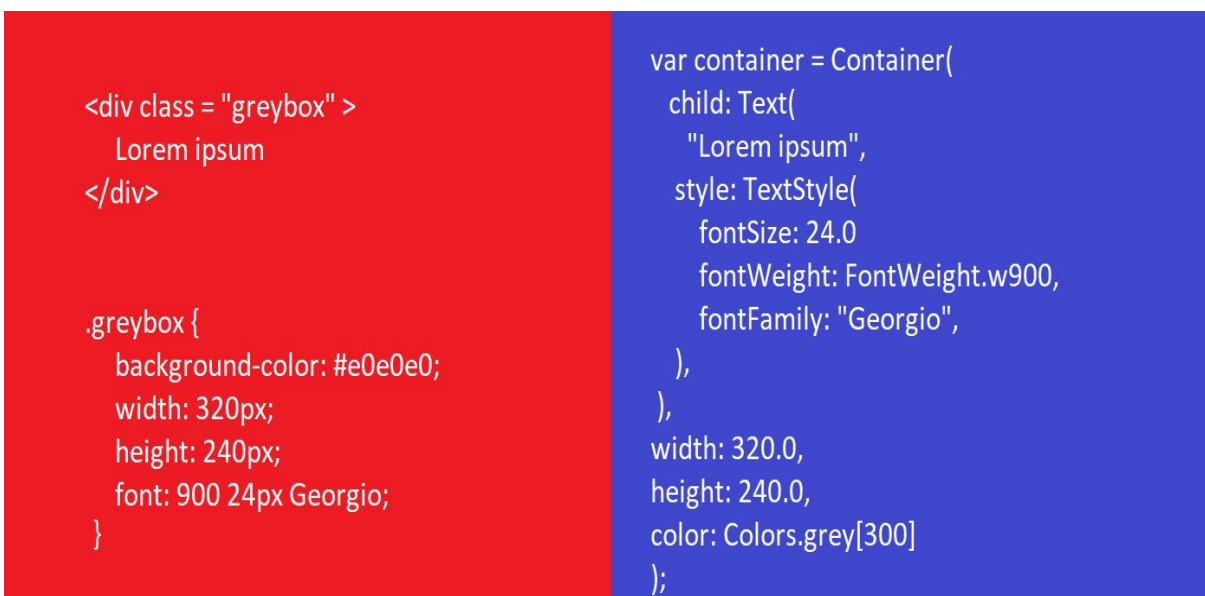 <div class = "greybox" >
Lorem ipsum
</div>
.greybox {
background-color: #e0e0e0;
width: 320px;
height: 240px;
font: 900 24px Georgio;
}
var container = Container(
child: Text(
"Lorem ipsum",
style: TextStyle(
fontSize: 24.0
fontWeight: FontWeight.w900,
fontFamily: "Georgio",
),
),
width: 320.0,
height: 240.0,
color: Colors.grey[300]
);